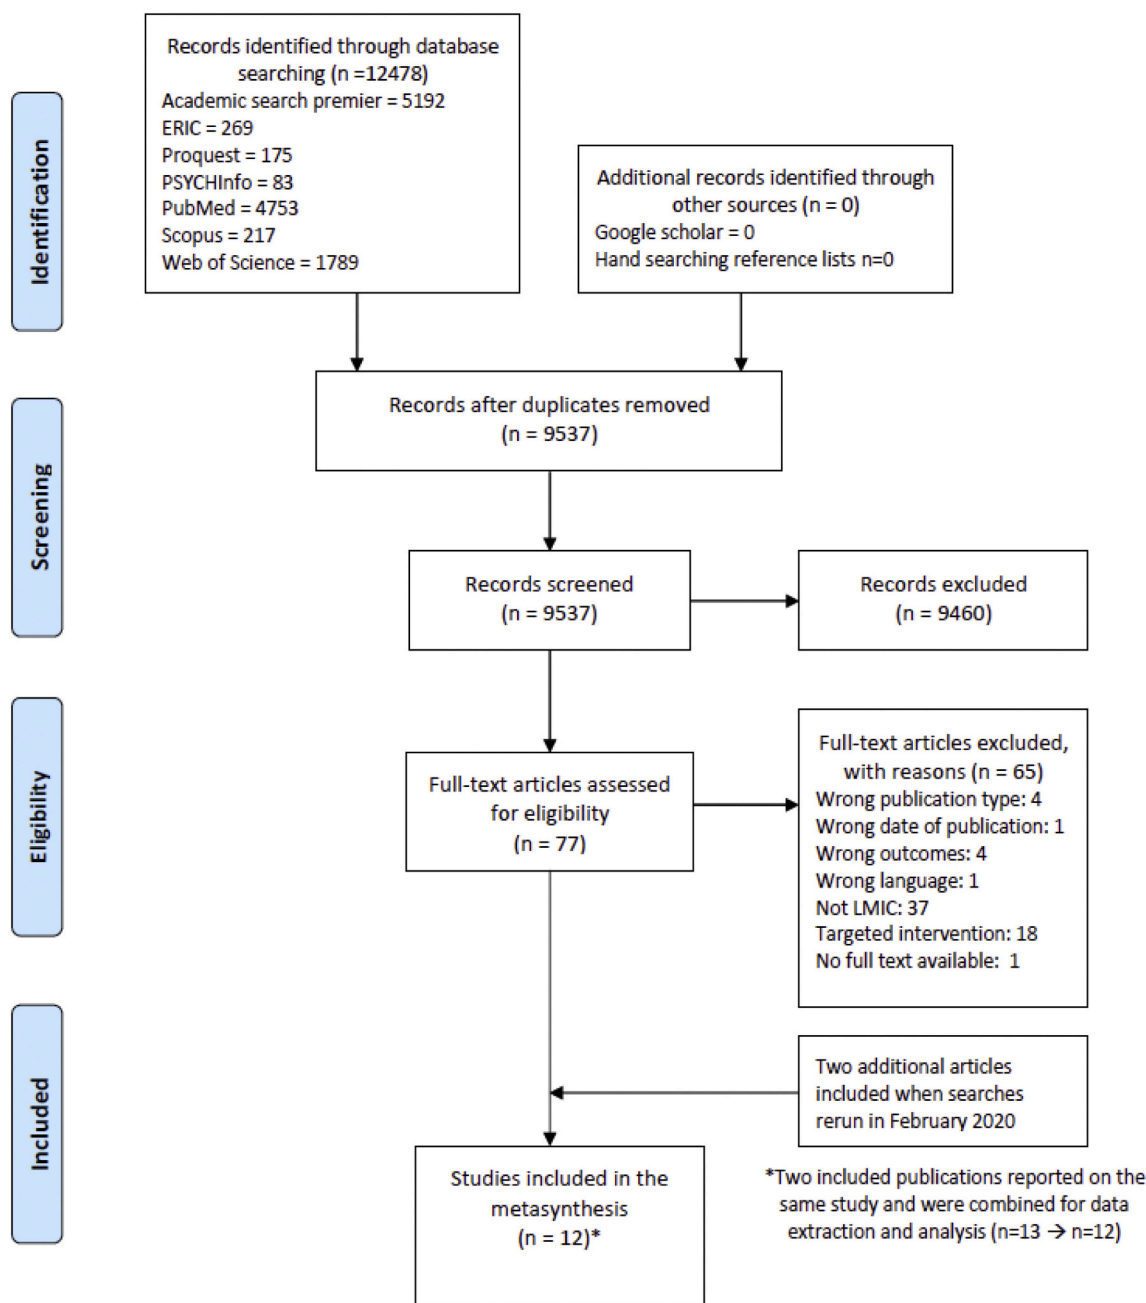 Identification
Records identified through database
searching (n =12478)
Academic search premier = 5192
ERIC = 269
Proquest = 175
PSYCHInfo = 83
PubMed = 4753
Scopus = 217
Web of Science = 1789
Additional records identified through
other sources (n = 0)
Google scholar = 0
Hand searching reference lists n=0
Screening
Records after duplicates removed
(n = 9537)
Records screened
(n = 9537)
Records excluded
(n = 9460)
Eligibility
Full-text articles assessed
for eligibility
(n = 77)
Full-text articles excluded,
with reasons (n = 65)
Wrong publication type: 4
Wrong date of publication: 1
Wrong outcomes: 4
Wrong language: 1
Not LMIC: 37
Targeted intervention: 18
No full text available: 1
Included
Two additional articles
included when searches
rerun in February 2020
Studies included in the
metasynthesis
(n = 12)*
*Two included publications reported on the
same study and were combined for data
extraction and analysis (n=13 → n=12)